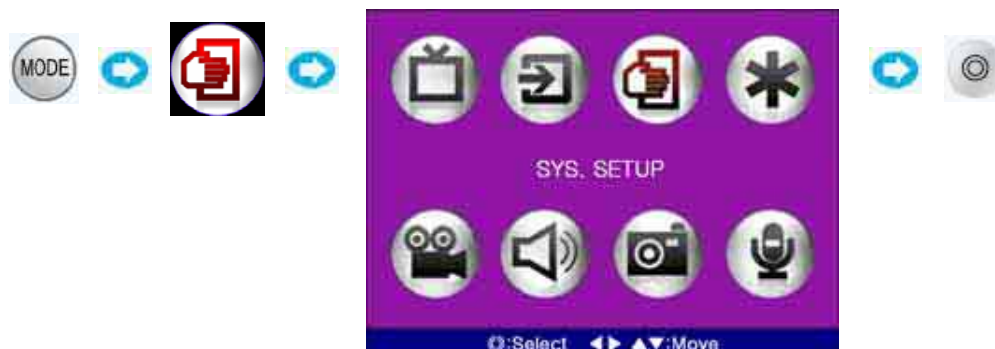 MODE
SYS. SETUP
◎:Select ◀▶ ▲▼:Move